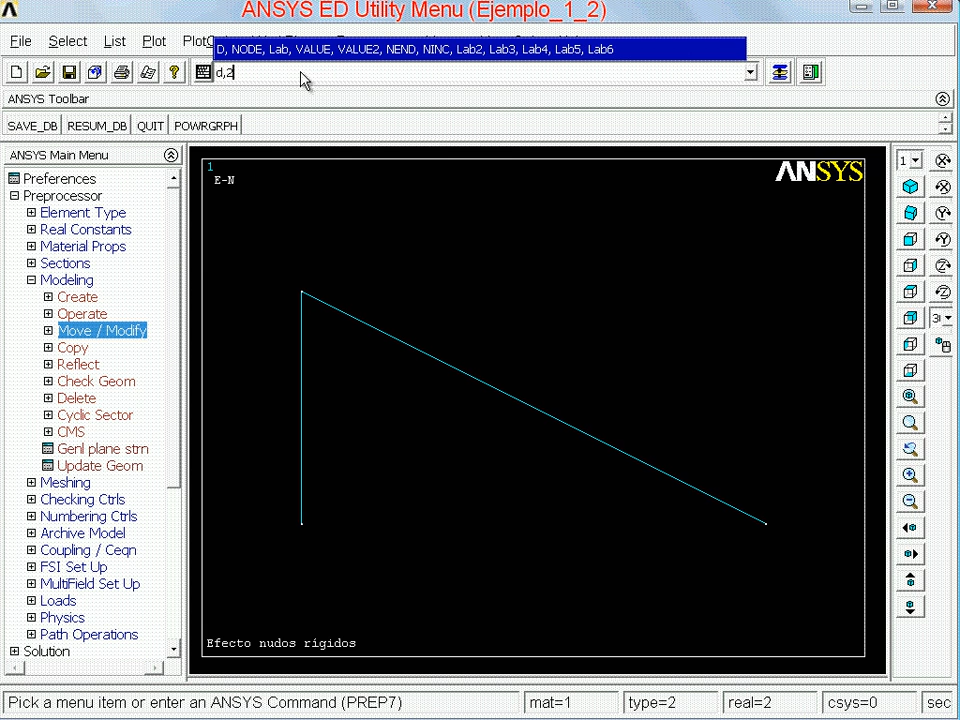 ANSYS ED Utility Menu (Ejemplo_1_2)
File Select List Plot
D, NODE, Lab, VALUE, VALUE2, NEND, NINC, Lab2, Lab3, Lab4, Lab5, Lab6
d,2
ANSYS Toolbar
SAVE_DB RESUM_DB QUIT POWRGRPH
ANSYS Main Menu
Preferences
Preprocessor
Element Type
Real Constants
Material Props
Sections
Modeling
Create
Operate
Move / Modify
Copy
Reflect
Check Geom
Delete
Cyclic Sector
CMS
Genl plane strn
Update Geom
Meshing
Checking Ctrls
Numbering Ctrls
Archive Model
Coupling / Ceqn
FSI Set Up
MultiField Set Up
Loads
Physics
Path Operations
Solution
1
E-N
ANSYS
Efecto nudos rígidos
1
Pick a menu item or enter an ANSYS Command (PREP7) mat=1 type=2 real=2 csys=0 sec